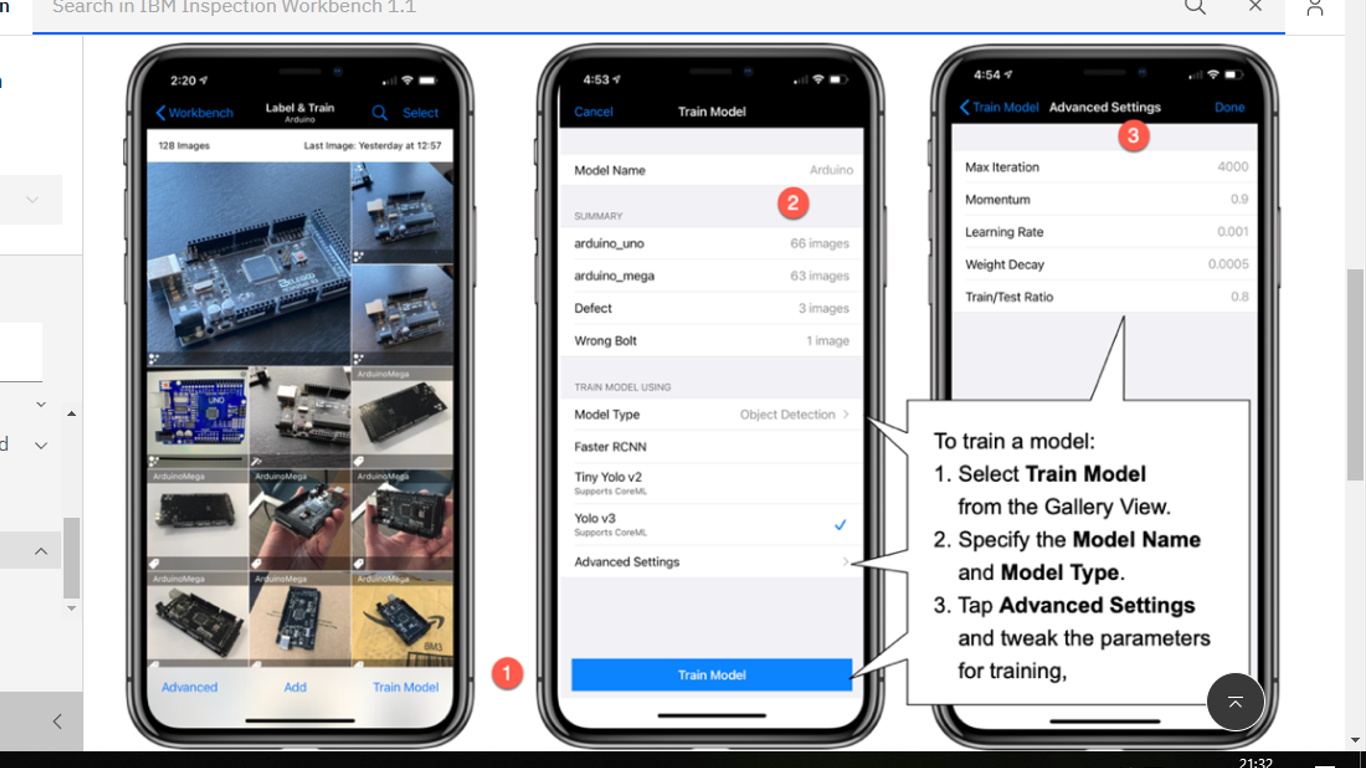 n
Search in IBM Inspection Workbench 1.1
d
2:20
Workbench
Label & Train
Arduino
Select
128 Images
Last Image: Yesterday at 12:57
ELEGOO
UNO
ArduinoMega
ArduinoMega
ArduinoMega
ArduinoMega
ArduinoMega
ArduinoMega
ArduinoMega
BM3
Advanced
Add
Train Model
1
4:53
Cancel
Train Model
Model Name
Arduino
2
SUMMARY
arduino_uno
66 images
arduino_mega
63 images
Defect
3 images
Wrong Bolt
1 image
TRAIN MODEL USING
Model Type
Object Detection
Faster RCNN
Tiny Yolo v2
Supports CoreML
Yolo v3
Supports CoreML
Advanced Settings
Train Model
4:54
Train Model
Advanced Settings
Done
3
Max Iteration
4000
Momentum
0.9
Learning Rate
0.001
Weight Decay
0.0005
Train/Test Ratio
0.8
To train a model:
1. Select Train Model
from the Gallery View.
2. Specify the Model Name
and Model Type.
3. Tap Advanced Settings
and tweak the parameters
for training,
21:32